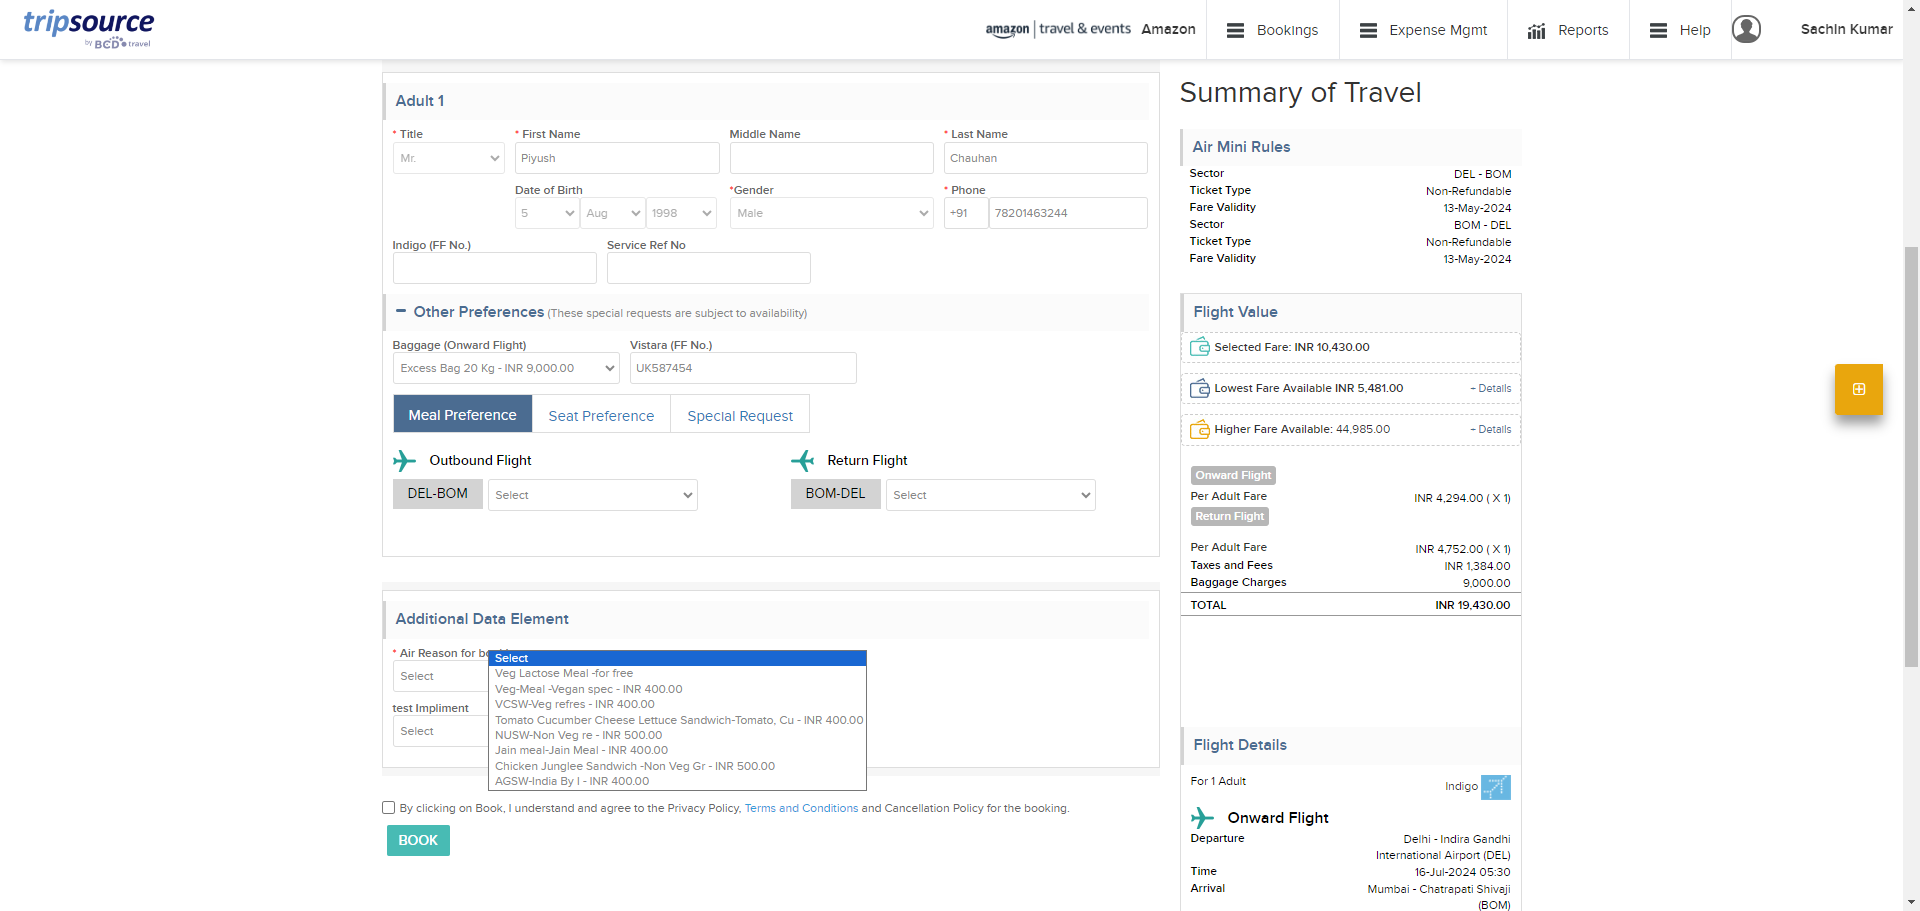 tripsource
by BCD travel
amazon | travel & events Amazon
Bookings
Expense Mgmt
Reports
Help
Sachin Kumar
Adult 1
* Title
* First Name
Middle Name
* Last Name
Mr.
Piyush
Chauhan
Date of Birth
*Gender
* Phone
5
Aug
1998
Male
+91
78201463244
Indigo (FF No.)
Service Ref No
Other Preferences (These special requests are subject to availability)
Baggage (Onward Flight)
Vistara (FF No.)
Excess Bag 20 Kg - INR 9,000.00
UK587454
Meal Preference
Seat Preference
Special Request
Outbound Flight
Return Flight
DEL-BOM
Select
BOM-DEL
Select
Additional Data Element
* Air Reason for
Select
test Impliment
Select
Select
Veg Lactose Meal -for free
Veg-Meal -Vegan spec - INR 400.00
VCSW-Veg refres - INR 400.00
Tomato Cucumber Cheese Lettuce Sandwich-Tomato, Cu - INR 400.00
NUSW-Non Veg re - INR 500.00
Jain meal-Jain Meal - INR 400.00
Chicken Junglee Sandwich -Non Veg Gr - INR 500.00
AGSW-India By I - INR 400.00
By clicking on Book, I understand and agree to the Privacy Policy, Terms and Conditions and Cancellation Policy for the booking.
BOOK
Summary of Travel
Air Mini Rules
Sector DEL - BOM
Ticket Type Non-Refundable
Fare Validity 13-May-2024
Sector BOM - DEL
Ticket Type Non-Refundable
Fare Validity 13-May-2024
Flight Value
Selected Fare: INR 10,430.00
Lowest Fare Available INR 5,481.00 + Details
Higher Fare Available: 44,985.00 + Details
Onward Flight
Per Adult Fare INR 4,294.00 ( X 1)
Return Flight
Per Adult Fare INR 4,752.00 ( X 1)
Taxes and Fees INR 1,384.00
Baggage Charges 9,000.00
TOTAL INR 19,430.00
Flight Details
For 1 Adult Indigo
Onward Flight
Departure Delhi - Indira Gandhi
International Airport (DEL)
Time 16-Jul-2024 05:30
Arrival Mumbai - Chatrapati Shivaji
(BOM)